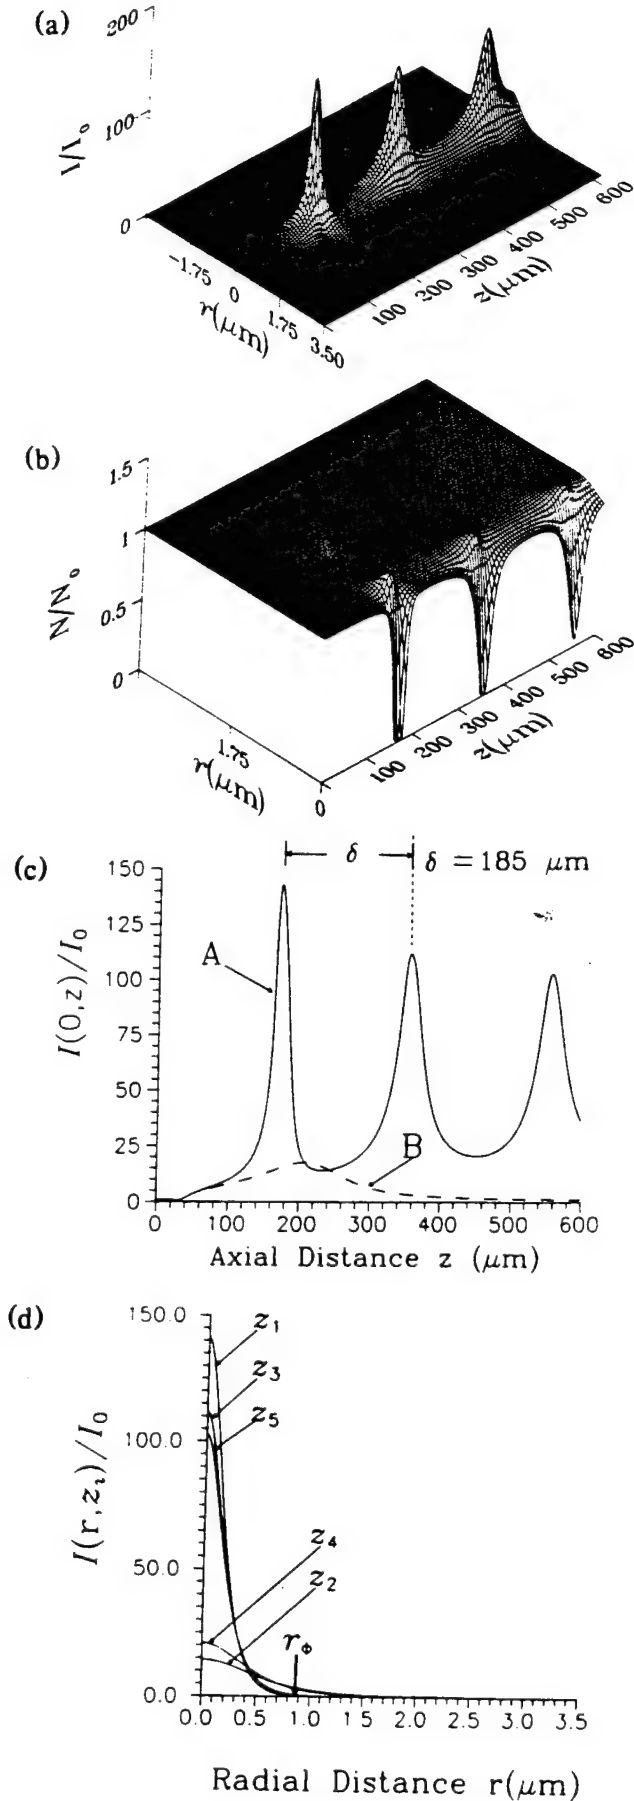 (a)
200
100
0
I/I₀
-1.75
0
1.75
3.50
r(μm)
100
200
300
400
500
600
z(μm)
(b)
1.5
1
0.5
0
N/N₀
1.75
0
r(μm)
100
200
300
400
500
600
z(μm)
(c)
δ
δ = 185 μm
150
125
100
75
50
25
0
I(0,z)/I₀
A
B
0 100 200 300 400 500 600
Axial Distance z (μm)
(d)
150.0
100.0
50.0
0.0
I(r,zᵢ)/I₀
z₁
z₃
z₅
z₄
z₂
r_Φ
0.0 0.5 1.0 1.5 2.0 2.5 3.0 3.5
Radial Distance r(μm)